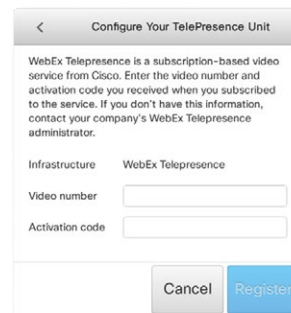 Configure Your TelePresence Unit
WebEx Telepresence is a subscription-based video
service from Cisco. Enter the video number and
activation code you received when you subscribed
to the service. If you don't have this information,
contact your company's WebEx Telepresence
administrator.
Infrastructure WebEx Telepresence
Video number
Activation code
Cancel Register